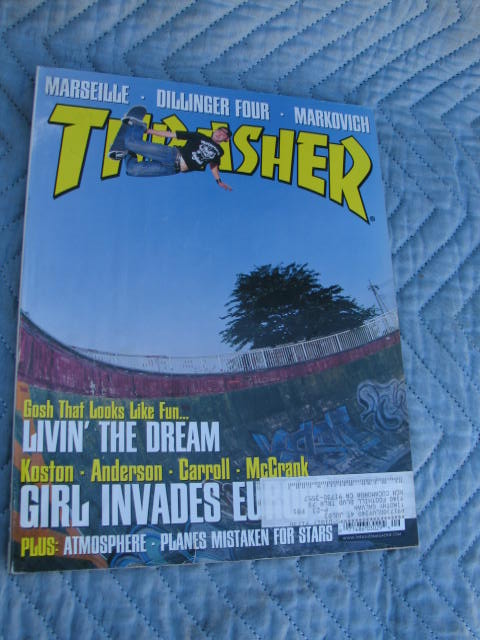 MARSEILLE · DILLINGER FOUR · MARKOVICH
THRASHER
Gosh That Looks Like Fun...
LIVIN' THE DREAM
Koston · Anderson · Carroll · McCrank
GIRL INVADES EURO
PLUS: ATMOSPHERE · PLANES MISTAKEN FOR STARS